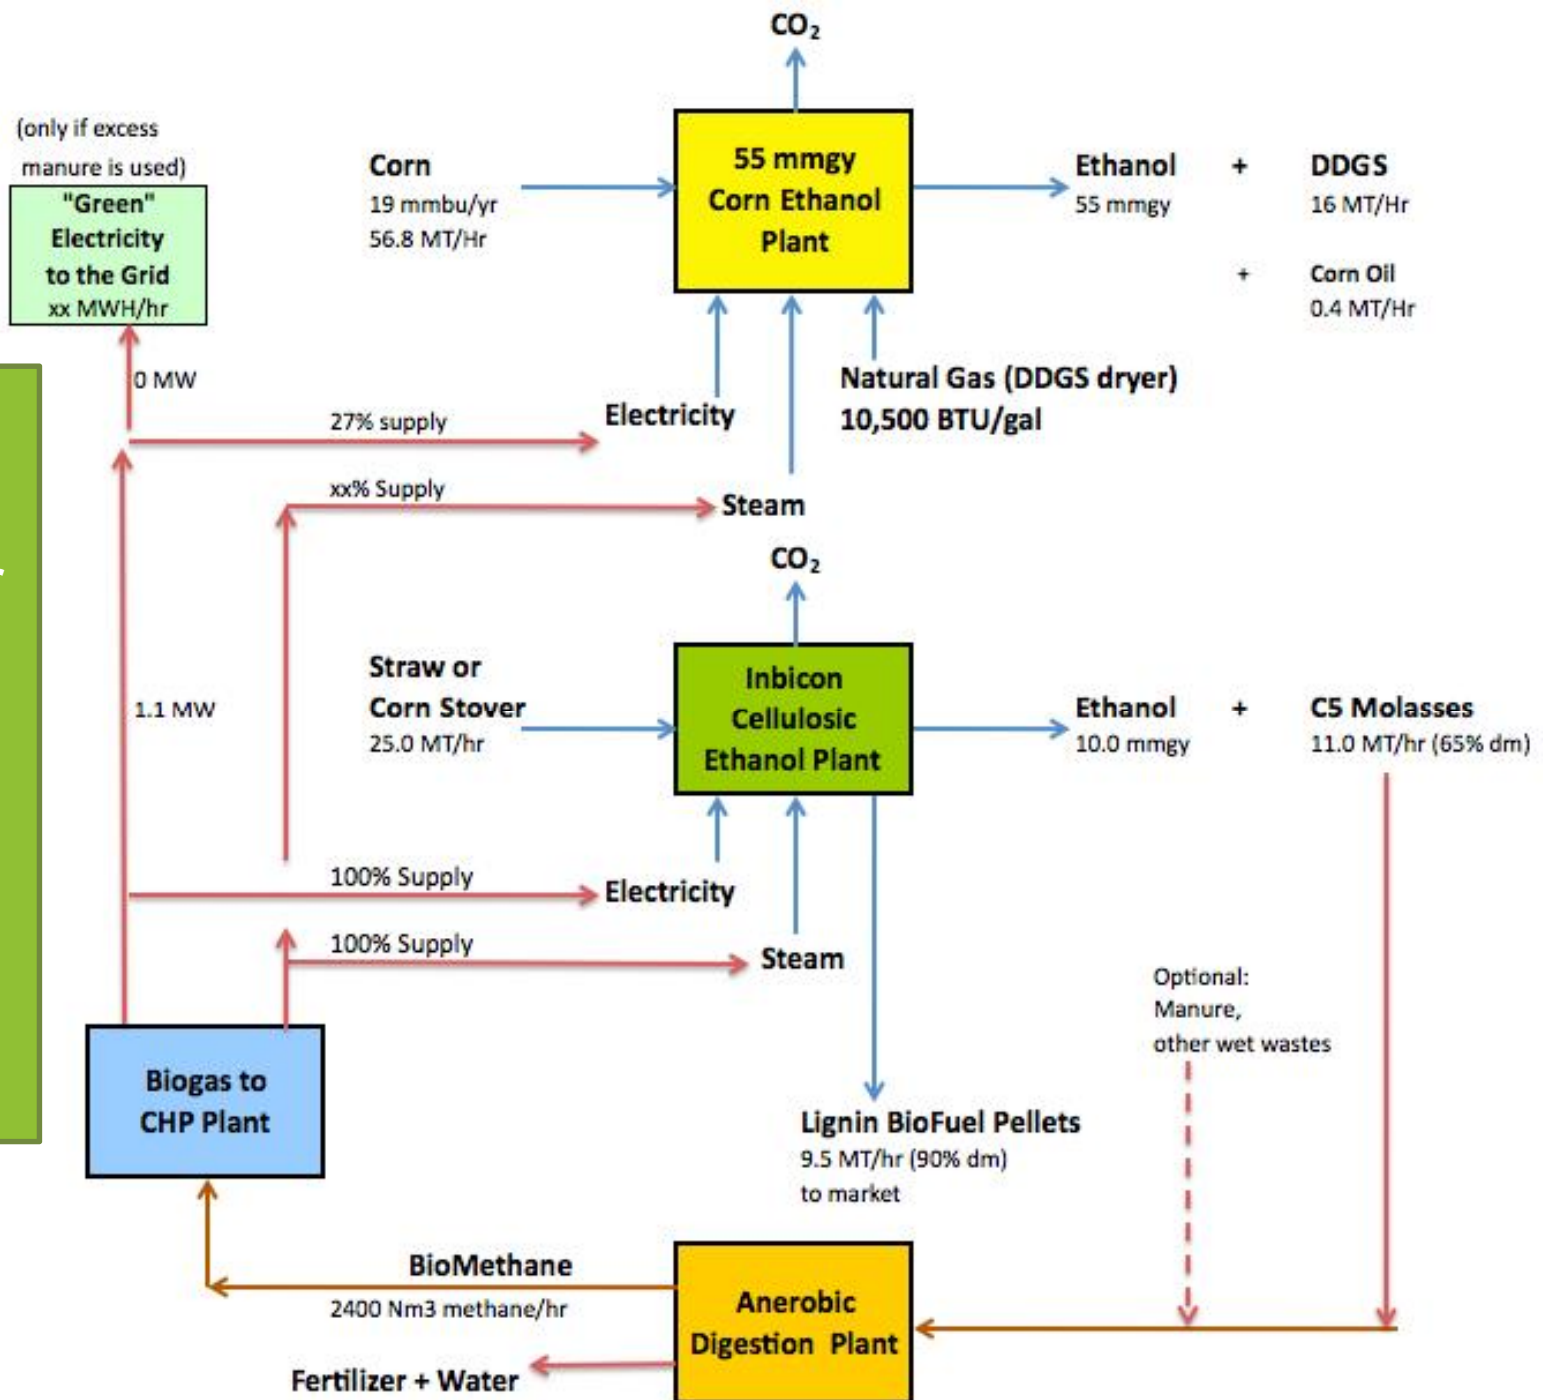 CO₂
(only if excess
manure is used)
"Green"
Electricity
to the Grid
xx MWH/hr
Corn
19 mmbu/yr
56.8 MT/Hr
55 mmgy
Corn Ethanol
Plant
Ethanol + DDGS
55 mmgy 16 MT/Hr
+ Corn Oil
0.4 MT/Hr
0 MW
27% supply
Electricity
Natural Gas (DDGS dryer)
10,500 BTU/gal
xx% Supply
Steam
CO₂
Straw or
Corn Stover
25.0 MT/hr
Inbicon
Cellulosic
Ethanol Plant
Ethanol + C5 Molasses
10.0 mmgy 11.0 MT/hr (65% dm)
1.1 MW
100% Supply
Electricity
100% Supply
Steam
Optional:
Manure,
other wet wastes
Biogas to
CHP Plant
Lignin BioFuel Pellets
9.5 MT/hr (90% dm)
to market
BioMethane
2400 Nm3 methane/hr
Anerobic
Digestion Plant
Fertilizer + Water